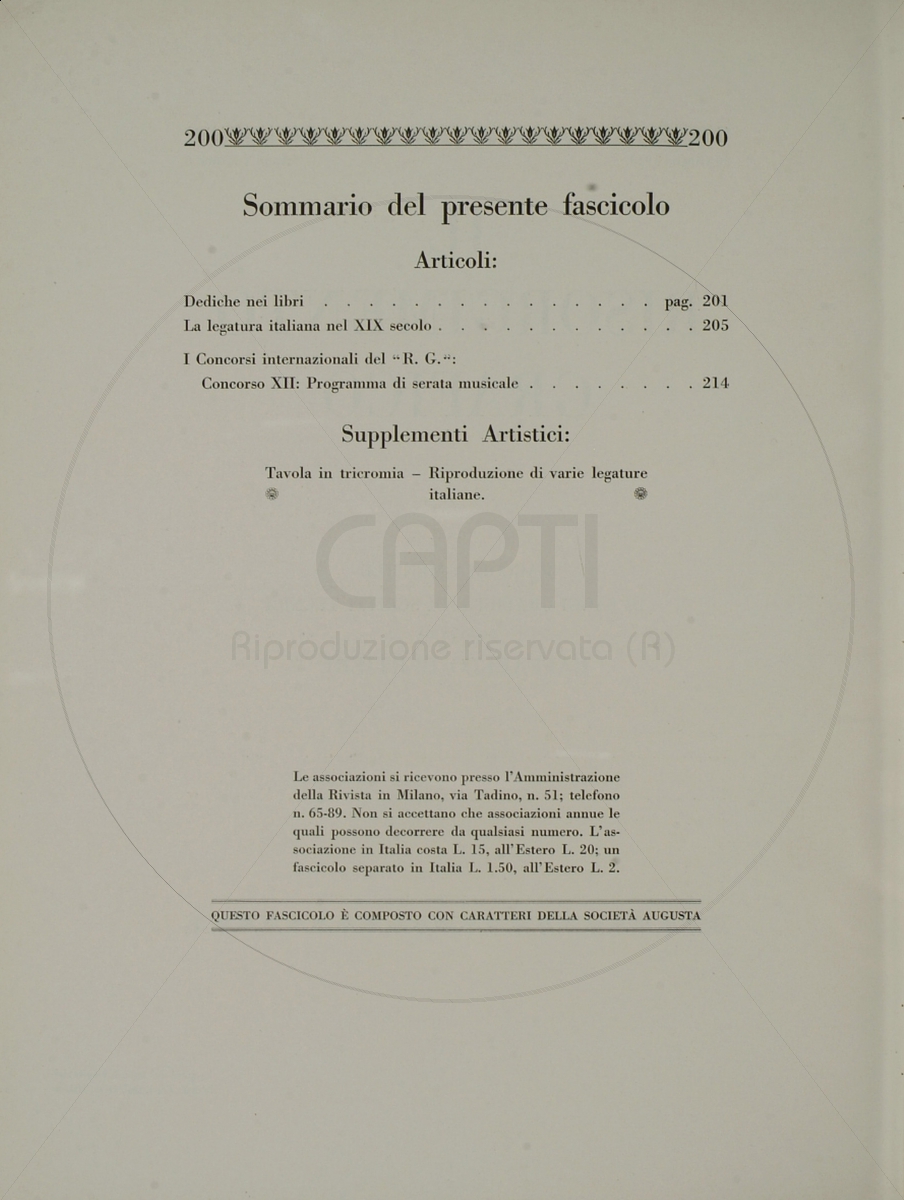 200 200
Sommario del presente fascicolo
Articoli:
Dediche nei libri . . . . . . . . . . . . . . . pag. 201
La legatura italiana nel XIX secolo . . . . . . . . . . . . 205
I Concorsi internazionali del “R. G.“:
Concorso XII: Programma di serata musicale . . . . . . . . 214
Supplementi Artistici:
Tavola in tricromia – Riproduzione di varie legature
italiane.
CAPTI
Riproduzione riservata (R)
Le associazioni si ricevono presso l'Amministrazione
della Rivista in Milano, via Tadino, n. 51; telefono
n. 65-89. Non si accettano che associazioni annue le
quali possono decorrere da qualsiasi numero. L'as-
sociazione in Italia costa L. 15, all'Estero L. 20; un
fascicolo separato in Italia L. 1.50, all'Estero L. 2.
QUESTO FASCICOLO È COMPOSTO CON CARATTERI DELLA SOCIETÀ AUGUSTA